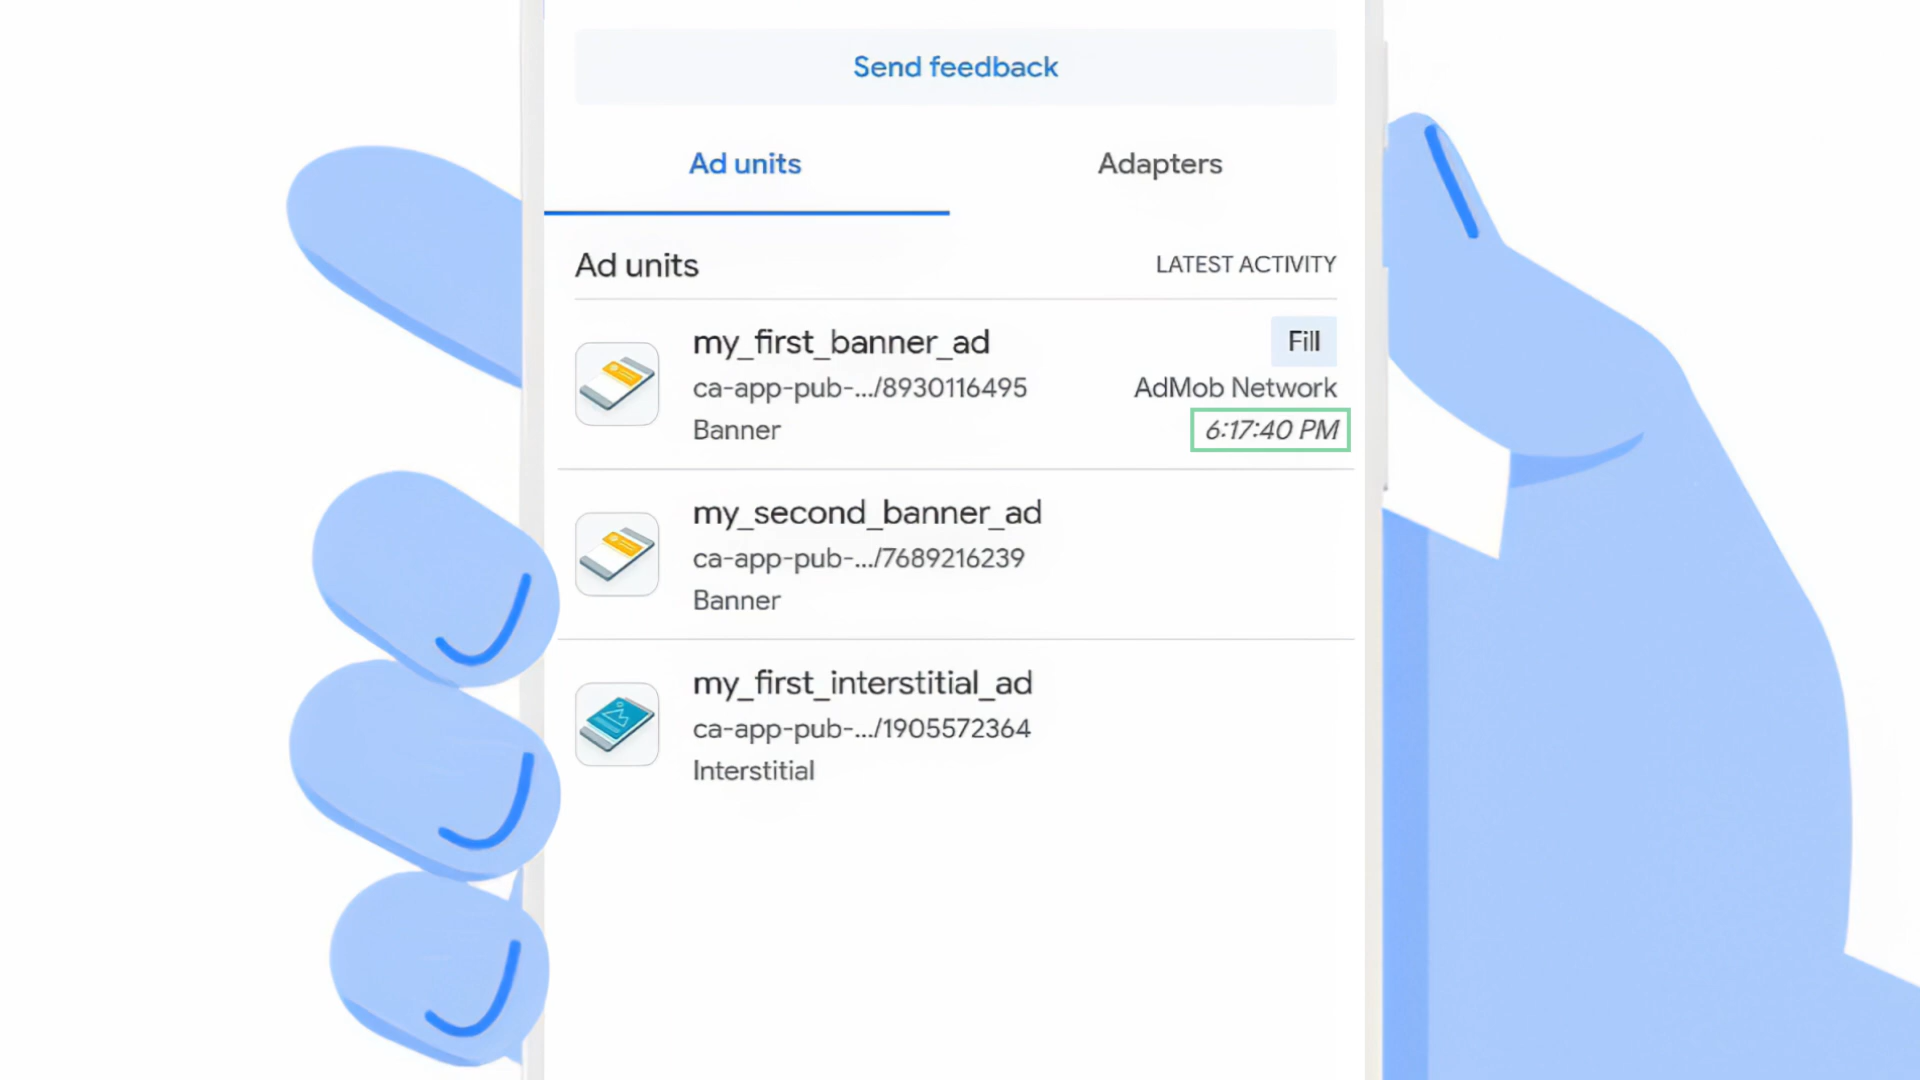 Send feedback
Ad units
Adapters
Ad units
LATEST ACTIVITY
my_first_banner_ad
Fill
ca-app-pub-.../8930116495
AdMob Network
Banner
6:17:40 PM
my_second_banner_ad
ca-app-pub-.../7689216239
Banner
my_first_interstitial_ad
ca-app-pub-.../1905572364
Interstitial